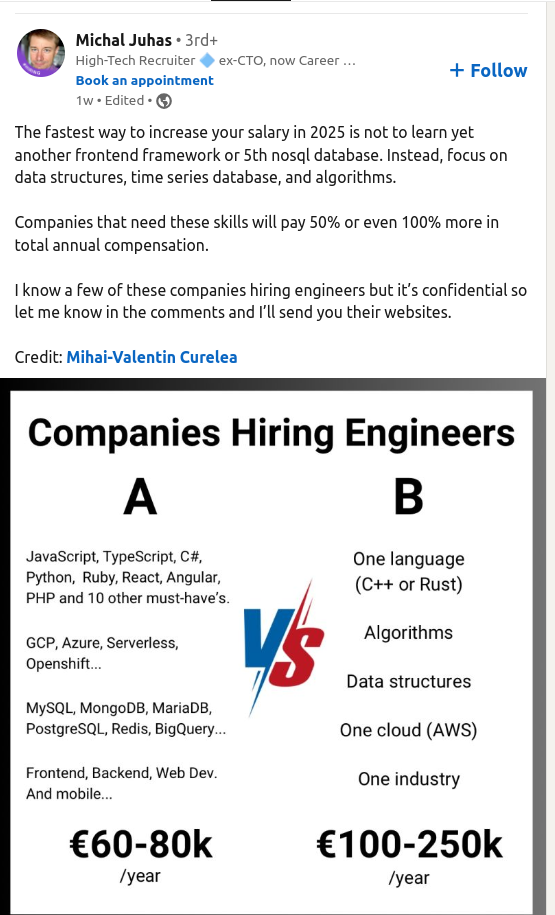 Michal Juhas • 3rd+
High-Tech Recruiter 🔷 ex-CTO, now Career ...
Book an appointment
1w • Edited •
+ Follow
The fastest way to increase your salary in 2025 is not to learn yet
another frontend framework or 5th nosql database. Instead, focus on
data structures, time series database, and algorithms.
Companies that need these skills will pay 50% or even 100% more in
total annual compensation.
I know a few of these companies hiring engineers but it’s confidential so
let me know in the comments and I’ll send you their websites.
Credit: Mihai-Valentin Curelea
Companies Hiring Engineers
A
JavaScript, TypeScript, C#,
Python, Ruby, React, Angular,
PHP and 10 other must-have’s.
GCP, Azure, Serverless,
Openshift...
MySQL, MongoDB, MariaDB,
PostgreSQL, Redis, BigQuery...
Frontend, Backend, Web Dev.
And mobile...
€60-80k
/year
VS
B
One language
(C++ or Rust)
Algorithms
Data structures
One cloud (AWS)
One industry
€100-250k
/year